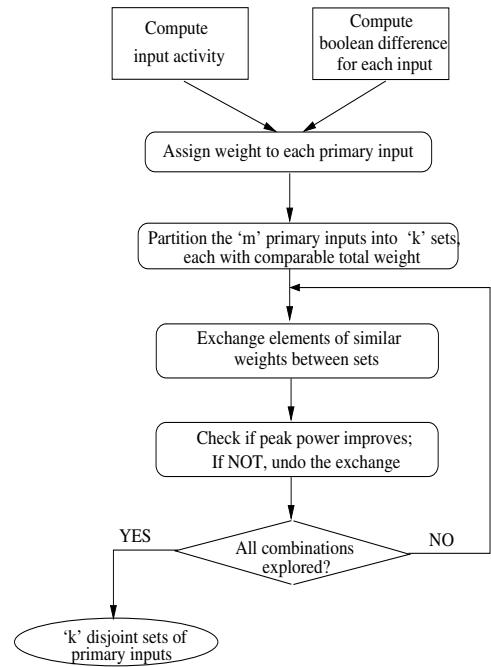 Compute
input activity
Compute
boolean difference
for each input
Assign weight to each primary input
Partition the ‘m’ primary inputs into ‘k’ sets,
each with comparable total weight
Exchange elements of similar
weights between sets
Check if peak power improves;
If NOT, undo the exchange
YES
All combinations
explored?
NO
‘k’ disjoint sets of
primary inputs